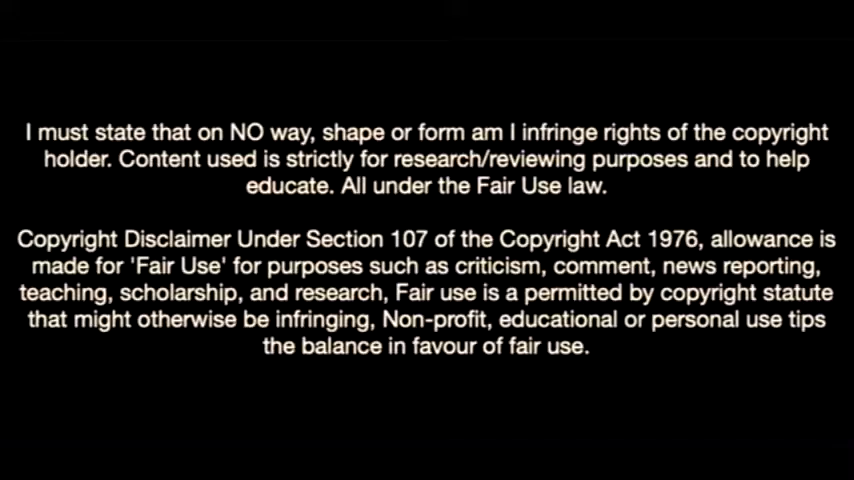 I must state that on NO way, shape or form am I infringe rights of the copyright
holder. Content used is strictly for research/reviewing purposes and to help
educate. All under the Fair Use law.
Copyright Disclaimer Under Section 107 of the Copyright Act 1976, allowance is
made for 'Fair Use' for purposes such as criticism, comment, news reporting,
teaching, scholarship, and research, Fair use is a permitted by copyright statute
that might otherwise be infringing, Non-profit, educational or personal use tips
the balance in favour of fair use.